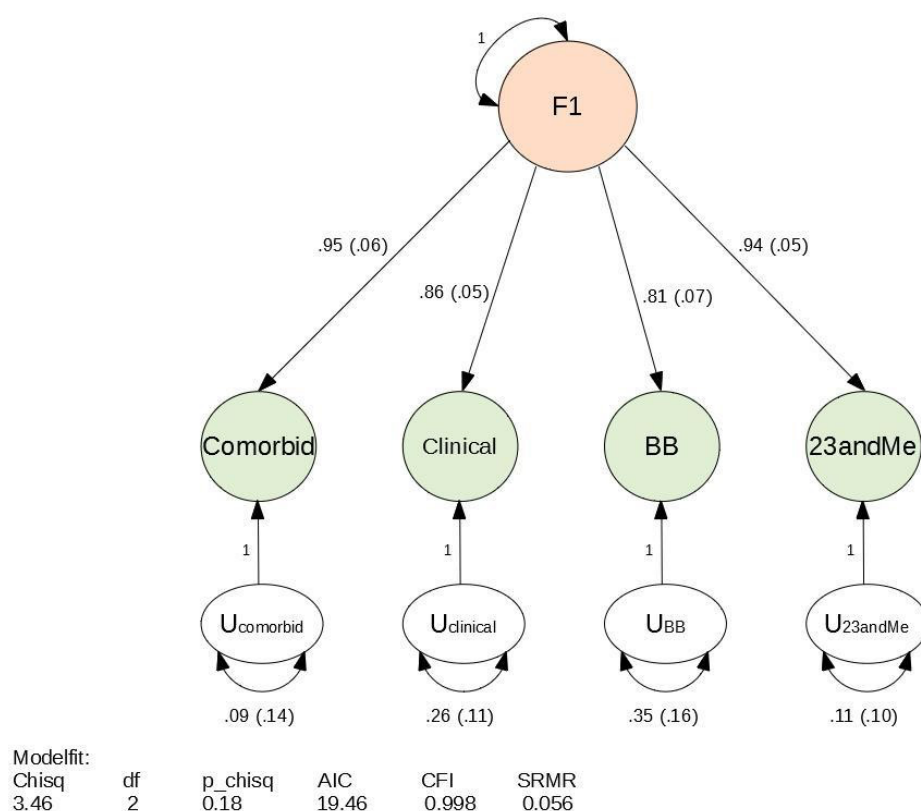 1
F1
.95 (.06)
.86 (.05)
.81 (.07)
.94 (.05)
Comorbid
Clinical
BB
23andMe
1
1
1
1
Ucomorbid
Uclinical
UBB
U23andMe
.09 (.14)
.26 (.11)
.35 (.16)
.11 (.10)
Modelfit:
Chisq df p_chisq AIC CFI SRMR
3.46 2 0.18 19.46 0.998 0.056